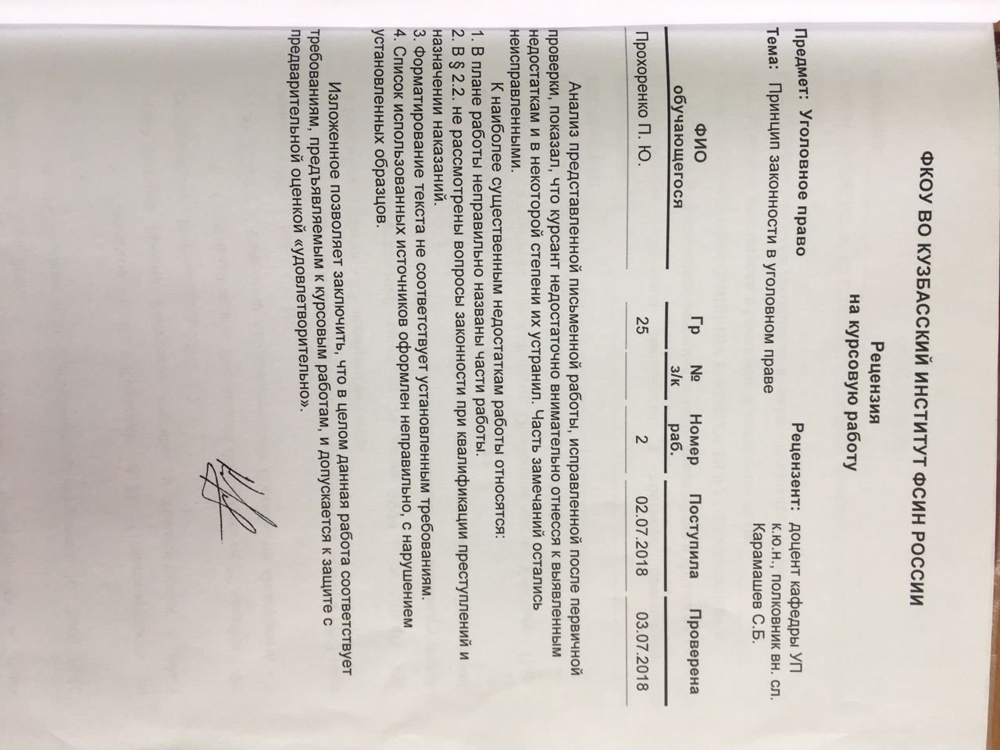 ФКОУ ВО КУЗБАССКИЙ ИНСТИТУТ ФСИН РОССИИ
Рецензия
на курсовую работу
Предмет: Уголовное право
Тема: Принцип законности в уголовном праве
Рецензент: доцент кафедры УП
к.ю.н., полковник вн. сл.
Карамашев С.Б.
ФИО Гр № Номер Поступила Проверена
обучающегося з/к раб.
Прохоренко П. Ю. 25 2 02.07.2018 03.07.2018
Анализ представленной письменной работы, исправленной после первичной
проверки, показал, что курсант недостаточно внимательно отнесся к выявленным
недостаткам и в некоторой степени их устранил. Часть замечаний остались
неисправленными.
К наиболее существенным недостаткам работы относятся:
1. В плане работы неправильно названы части работы.
2. В § 2.2. не рассмотрены вопросы законности при квалификации преступлений и
назначении наказаний.
3. Форматирование текста не соответствует установленным требованиям.
4. Список использованных источников оформлен неправильно, с нарушением
установленных образцов.
Изложенное позволяет заключить, что в целом данная работа соответствует
требованиям, предъявляемым к курсовым работам, и допускается к защите с
предварительной оценкой «удовлетворительно».